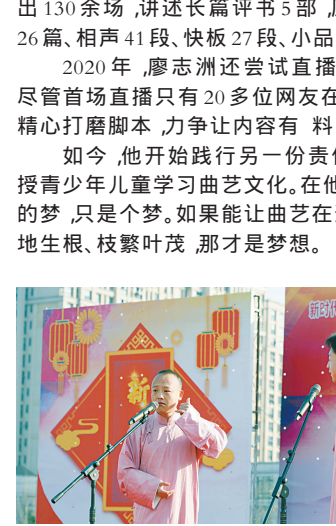 出130余场,讲述长篇评书5部,
26篇、相声41段、快板27段、小品
2020年,廖志洲还尝试直播
尽管首场直播只有20多位网友在
精心打磨脚本,力争让内容有 料
如今,他开始践行另一份责
授青少年儿童学习曲艺文化。在他
的梦,只是个梦。如果能让曲艺在
地生根、枝繁叶茂,那才是梦想。
新
新时代